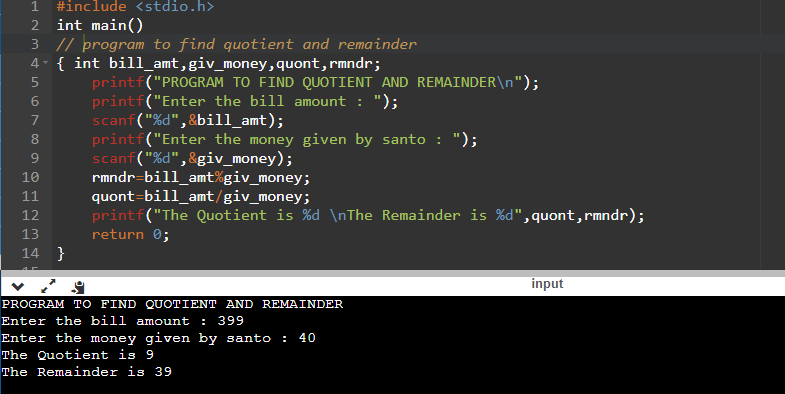 1 #include <stdio.h>
2 int main()
3 // program to find quotient and remainder
4 { int bill_amt,giv_money,quont,rmndr;
5 printf("PROGRAM TO FIND QUOTIENT AND REMAINDER\n");
6 printf("Enter the bill amount : ");
7 scanf("%d",&bill_amt);
8 printf("Enter the money given by santo : ");
9 scanf("%d",&giv_money);
10 rmndr=bill_amt%giv_money;
11 quont=bill_amt/giv_money;
12 printf("The Quotient is %d \nThe Remainder is %d",quont,rmndr);
13 return 0;
14 }
15
input
PROGRAM TO FIND QUOTIENT AND REMAINDER
Enter the bill amount : 399
Enter the money given by santo : 40
The Quotient is 9
The Remainder is 39